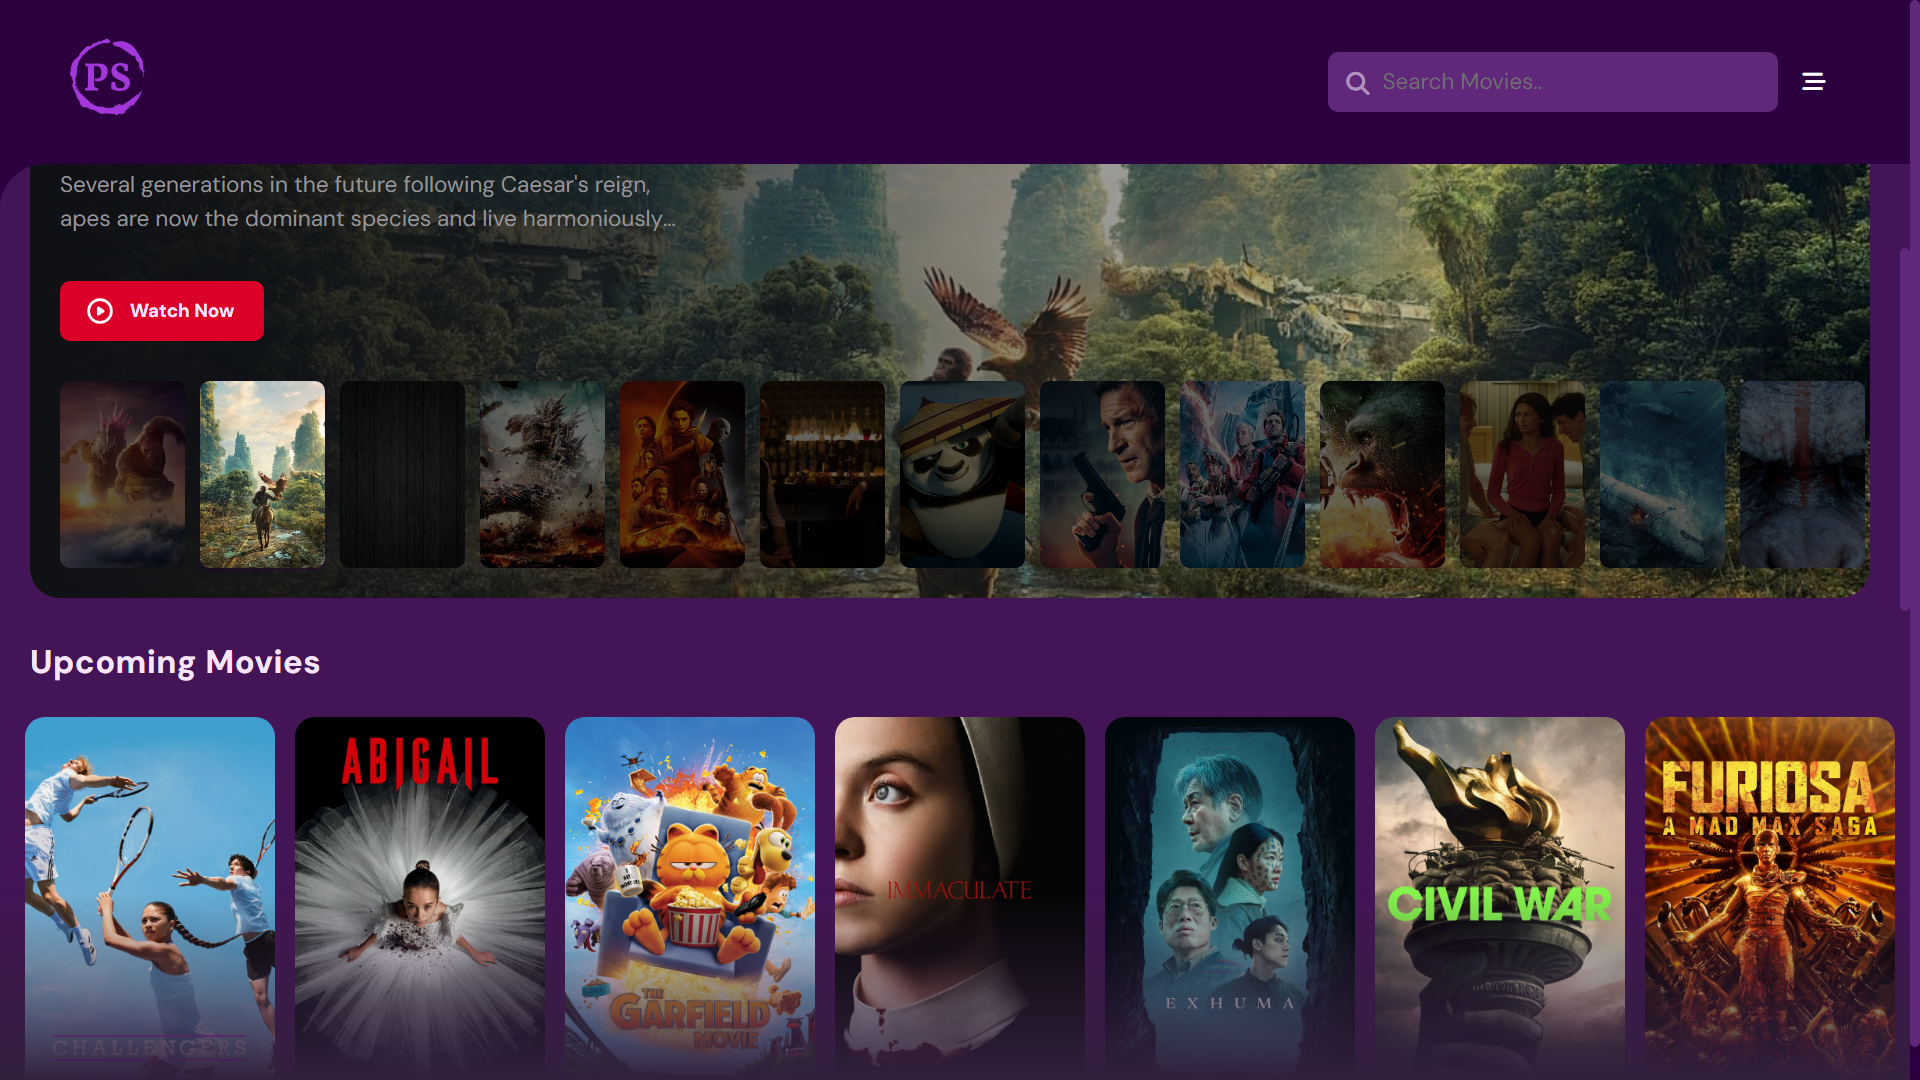 PS
Search Movies..
Several generations in the future following Caesar's reign,
apes are now the dominant species and live harmoniously...
Watch Now
Upcoming Movies
CHALLENGERS
ABIGAIL
THE
GARFIELD
MOVIE
IMMACULATE
EXHUMA
CIVIL WAR
FURIOSA
A MAD MAX SAGA